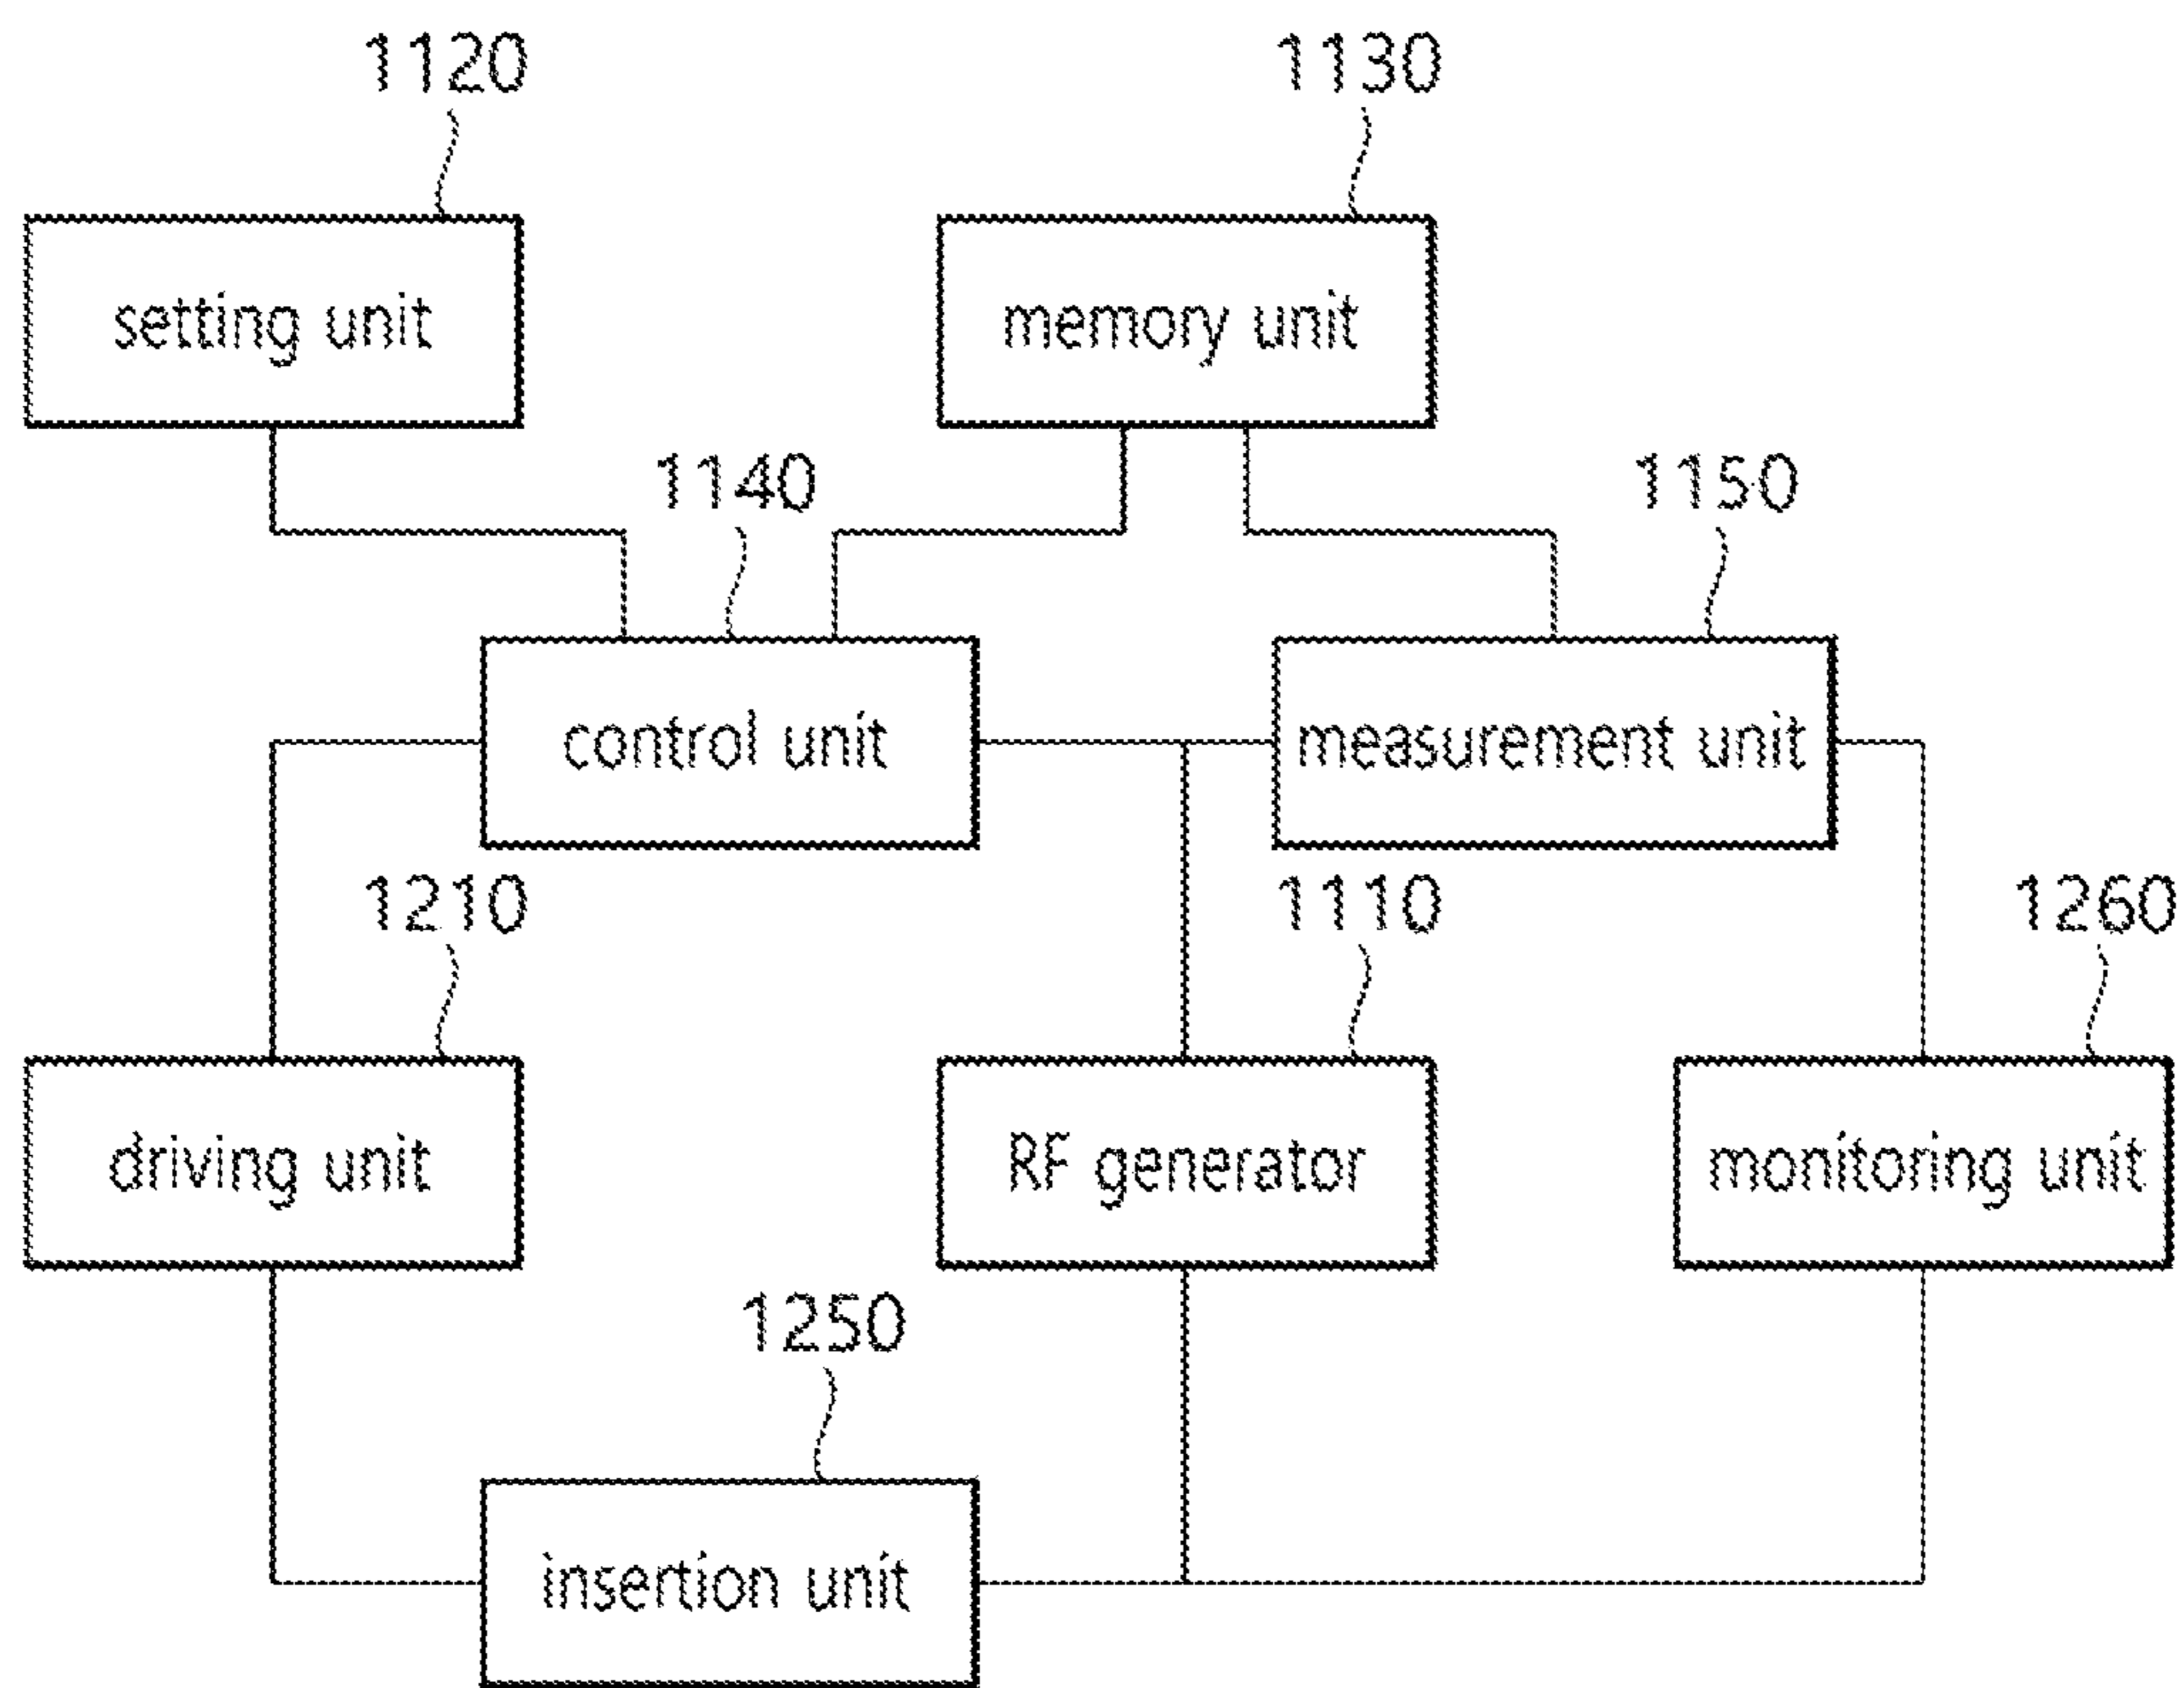 1120
1130
setting unit
memory unit
1140
1150
control unit
measurement unit
1210
1110
1260
driving unit
RF generator
monitoring unit
1250
insertion unit